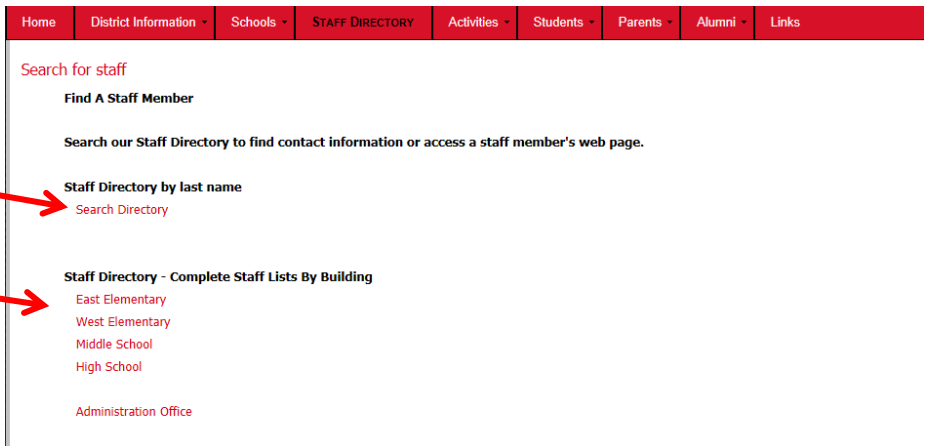 Home District Information Schools STAFF DIRECTORY Activities Students Parents Alumni Links
Search for staff
Find A Staff Member
Search our Staff Directory to find contact information or access a staff member's web page.
Staff Directory by last name
Search Directory
Staff Directory - Complete Staff Lists By Building
East Elementary
West Elementary
Middle School
High School
Administration Office